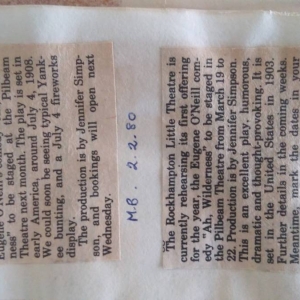 The Rockhampton Little Theatre is
currently rehearsing its first offering
for the year, the Eugene O'Neill com-
edy "Ah, Wilderness" to be staged in
the Pilbeam Theatre from March 19 to
22. Production is by Jennifer Simpson.
This is an excellent play, humorous,
dramatic and thought-provoking. It is
set in the United States in 1903.
Further details in the coming weeks.
Meantime mark the dates in your
M.B. 2.2.80
ness" to be staged at the Pilbeam
Theatre next month. The play is set in
early America, around July 4, 1908.
We could soon be seeing typical Yank-
ee bunting, and a July 4 fireworks
display.
The production is by Jennifer Simp-
son, and bookings will open next
Wednesday.